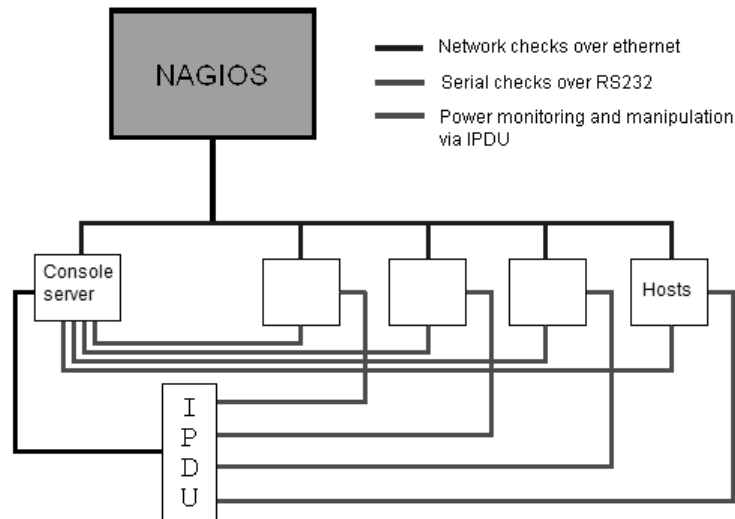 NAGIOS
Network checks over ethernet
Serial checks over RS232
Power monitoring and manipulation
via IPDU
Console
server
Hosts
I
P
D
U